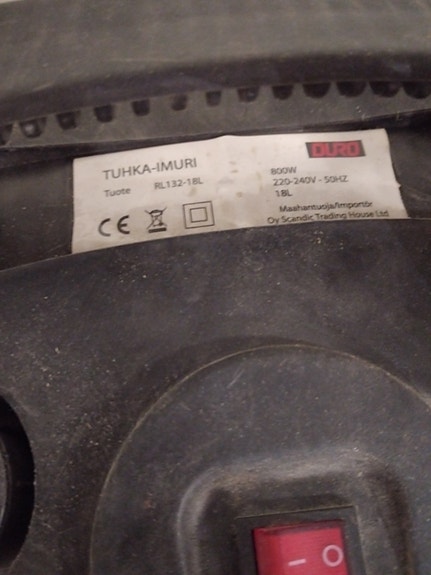 DURO
TUHKA-IMURI
Tuote RL132-18L
800W
220-240V - 50HZ
18L
Maahantuoja/Importör
Oy Scandic Trading House Ltd
CE